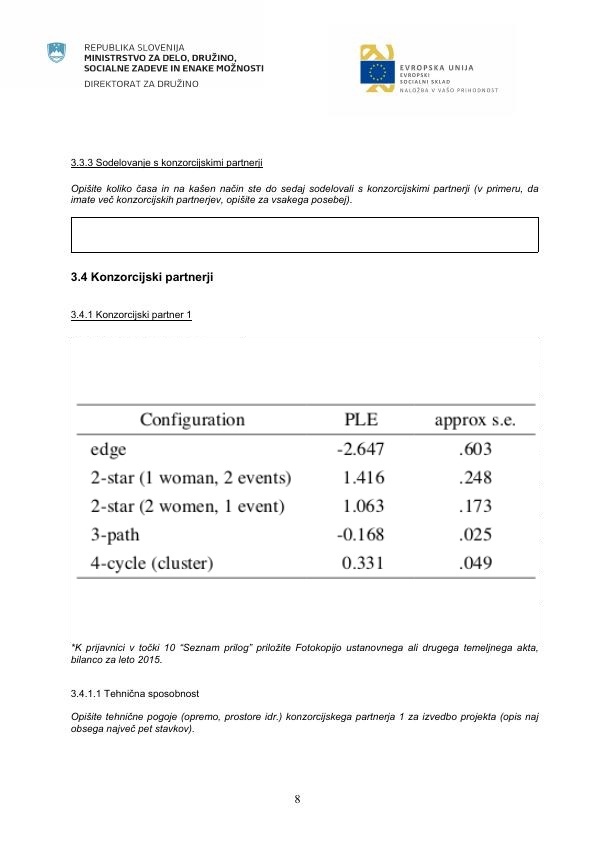 REPUBLIKA SLOVENIJA
MINISTRSTVO ZA DELO, DRUŽINO,
SOCIALNE ZADEVE IN ENAKE MOŽNOSTI
DIREKTORAT ZA DRUŽINO
EVROPSKA UNIJA
EVROPSKI
SOCIALNI SKLAD
NALOŽBA V VAŠO PRIHODNOST
3.3.3 Sodelovanje s konzorcijskimi partnerji
Opišite koliko časa in na kašen način ste do sedaj sodelovali s konzorcijskimi partnerji (v primeru, da
imate več konzorcijskih partnerjev, opišite za vsakega posebej).
3.4 Konzorcijski partnerji
3.4.1 Konzorcijski partner 1
Configuration PLE approx s.e.
edge -2.647 .603
2-star (1 woman, 2 events) 1.416 .248
2-star (2 women, 1 event) 1.063 .173
3-path -0.168 .025
4-cycle (cluster) 0.331 .049
*K prijavnici v točki 10 “Seznam prilog” priložite Fotokopijo ustanovnega ali drugega temeljnega akta,
bilanco za leto 2015.
3.4.1.1 Tehnična sposobnost
Opišite tehnične pogoje (opremo, prostore idr.) konzorcijskega partnerja 1 za izvedbo projekta (opis naj
obsega največ pet stavkov).
8